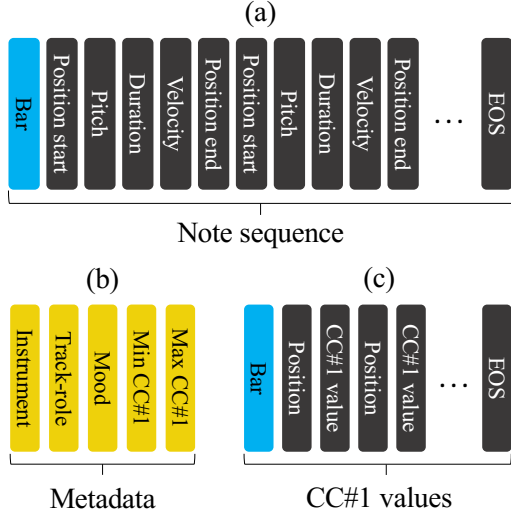 (a)
Bar
Position start
Pitch
Duration
Velocity
Position end
Position start
Pitch
Duration
Velocity
Position end
...
EOS
Note sequence
(b)
Instrument
Track-role
Mood
Min CC#1
Max CC#1
Metadata
(c)
Bar
Position
CC#1 value
Position
CC#1 value
...
EOS
CC#1 values